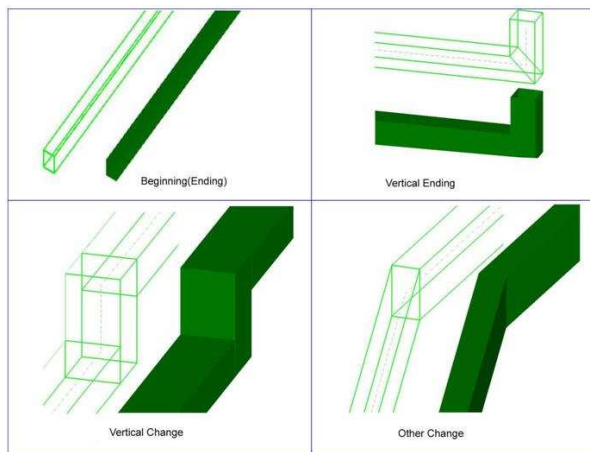 Beginning(Ending)
Vertical Ending
Vertical Change
Other Change